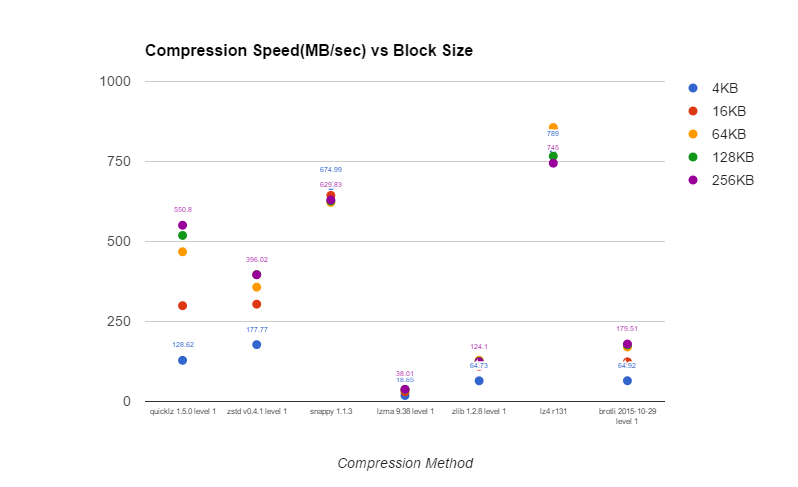 Compression Speed(MB/sec) vs Block Size
1000
750
500
250
0
4KB
16KB
64KB
128KB
256KB
550.8
128.62
396.02
177.77
674.99
629.83
38.01
18.65
124.1
64.73
789
745
179.51
64.92
quicklz 1.5.0 level 1
zstd v0.4.1 level 1
snappy 1.1.3
lzma 9.38 level 1
zlib 1.2.8 level 1
lz4 r131
brotli 2015-10-29
level 1
Compression Method